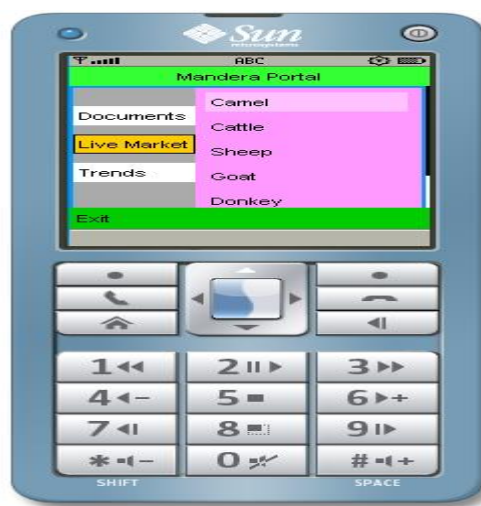 Sun
microsystems
ABC
Mandera Portal
Documents
Live Market
Trends
Camel
Cattle
Sheep
Goat
Donkey
Exit
1 2 3
4 - 5 6 +
7 8 9
* - 0 # +
SHIFT SPACE